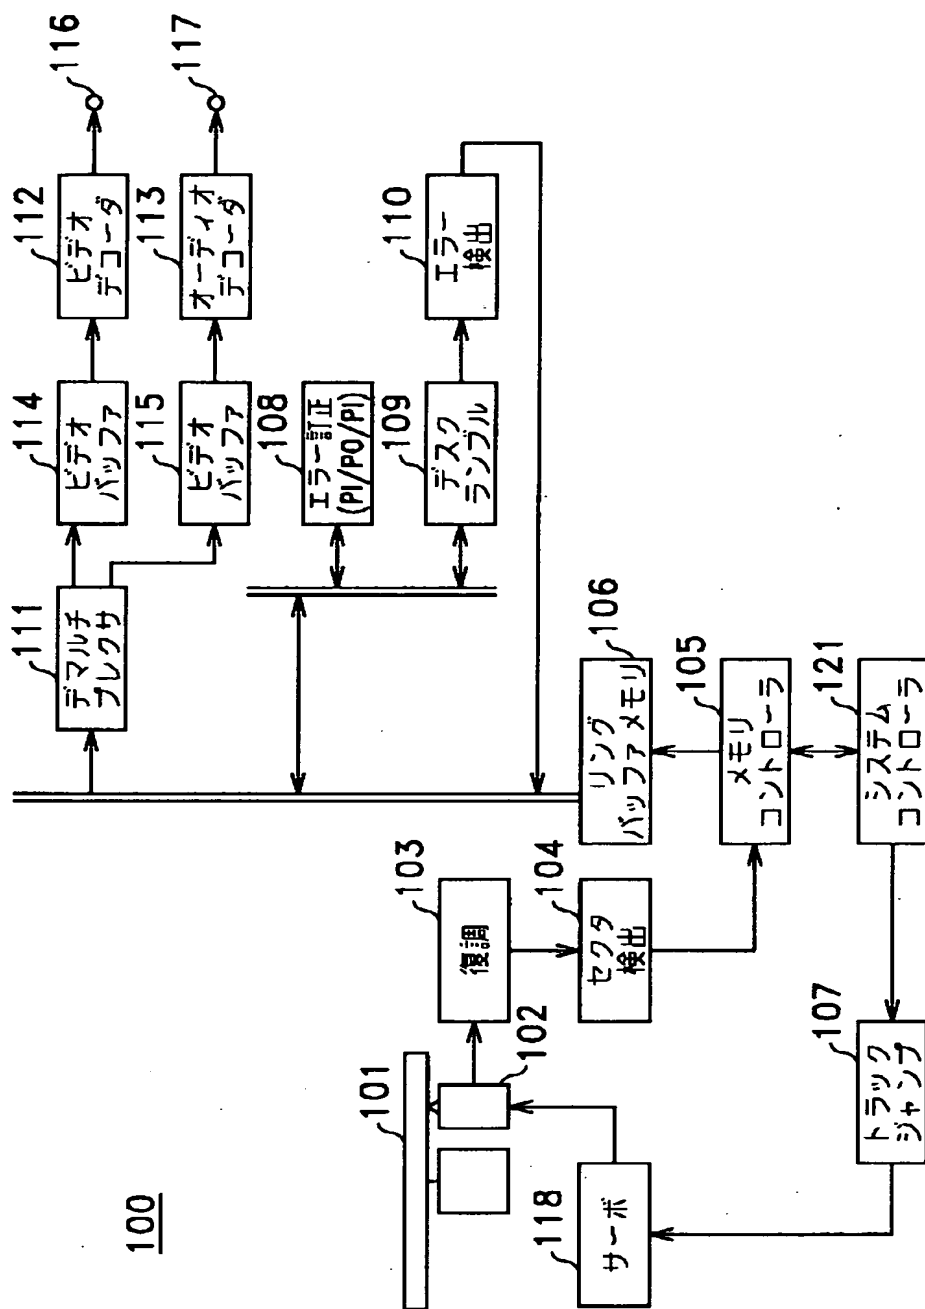 100
101
102
103
復調
104
セクタ
検出
118
サーボ
107
トラック
ジャンプ
121
システム
コントローラ
105
メモリ
コントローラ
106
リング
バッファメモリ
111
デマルチ
プレクサ
114
ビデオ
バッファ
115
ビデオ
バッファ
108
エラー訂正
(PI/PO/PI)
109
デスク
ランブル
110
エラー
検出
112
ビデオ
デコーダ
113
オーディオ
デコーダ
116
117